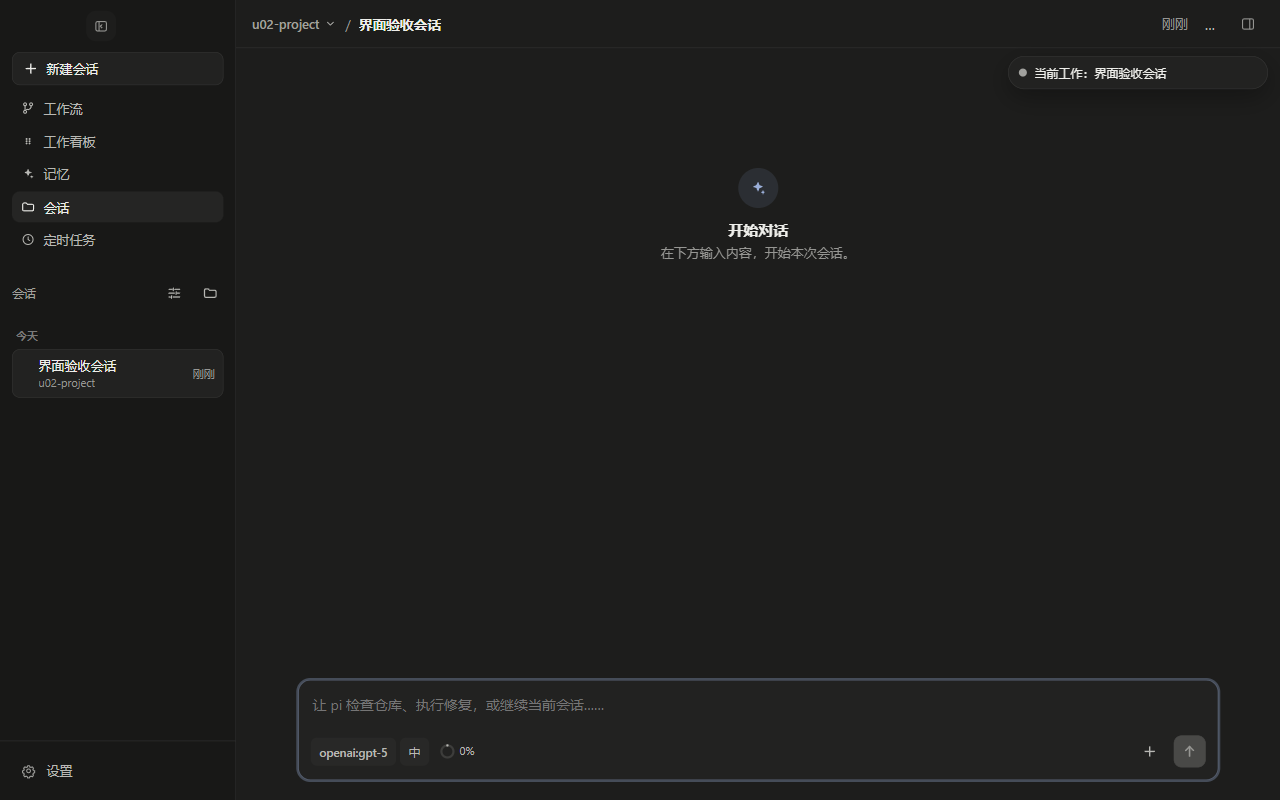 新建会话
工作流
工作看板
记忆
会话
定时任务
会话
今天
界面验收会话
u02-project
刚刚
设置
u02-project / 界面验收会话
刚刚
...
当前工作：界面验收会话
开始对话
在下方输入内容，开始本次会话。
让 pi 检查仓库、执行修复，或继续当前会话......
openai:gpt-5
中
0%